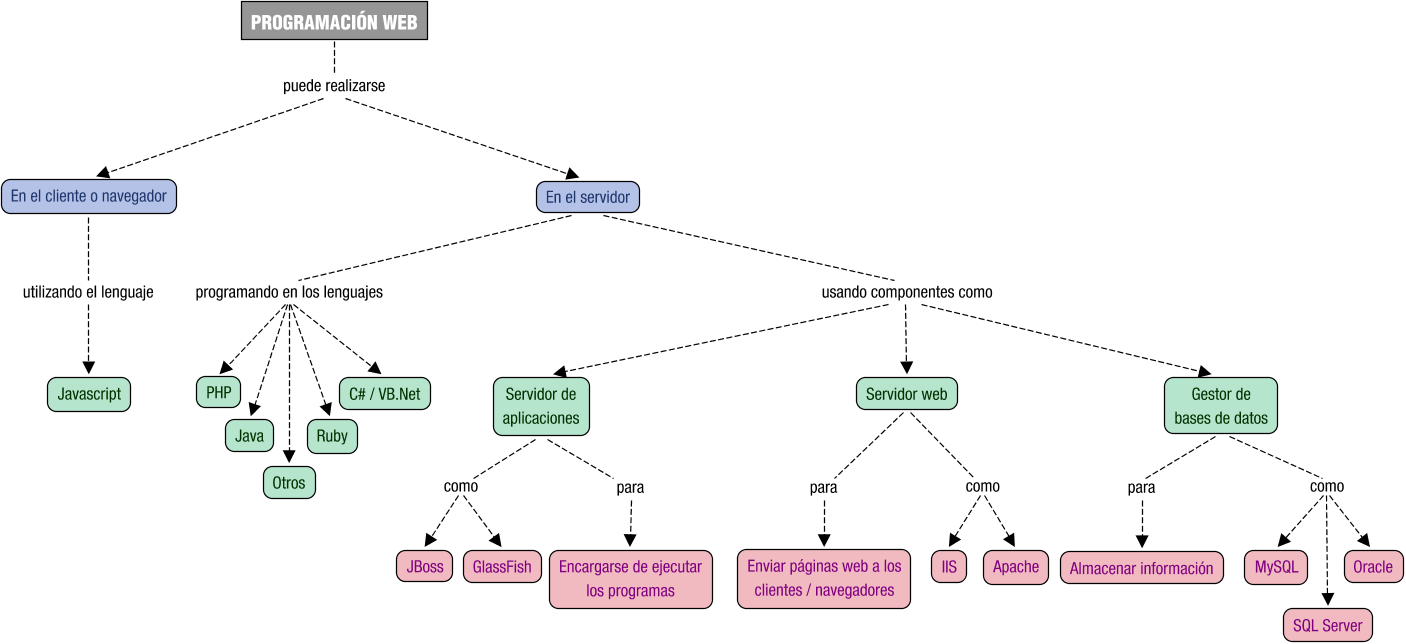 PROGRAMACIÓN WEB
puede realizarse
En el cliente o navegador
En el servidor
utilizando el lenguaje
programando en los lenguajes
usando componentes como
Javascript
PHP
C# / VB.Net
Java
Ruby
Otros
Servidor de
aplicaciones
Servidor web
Gestor de
bases de datos
como
para
para
como
para
como
JBoss
GlassFish
Encargarse de ejecutar
los programas
Enviar páginas web a los
clientes / navegadores
IIS
Apache
Almacenar información
MySQL
Oracle
SQL Server